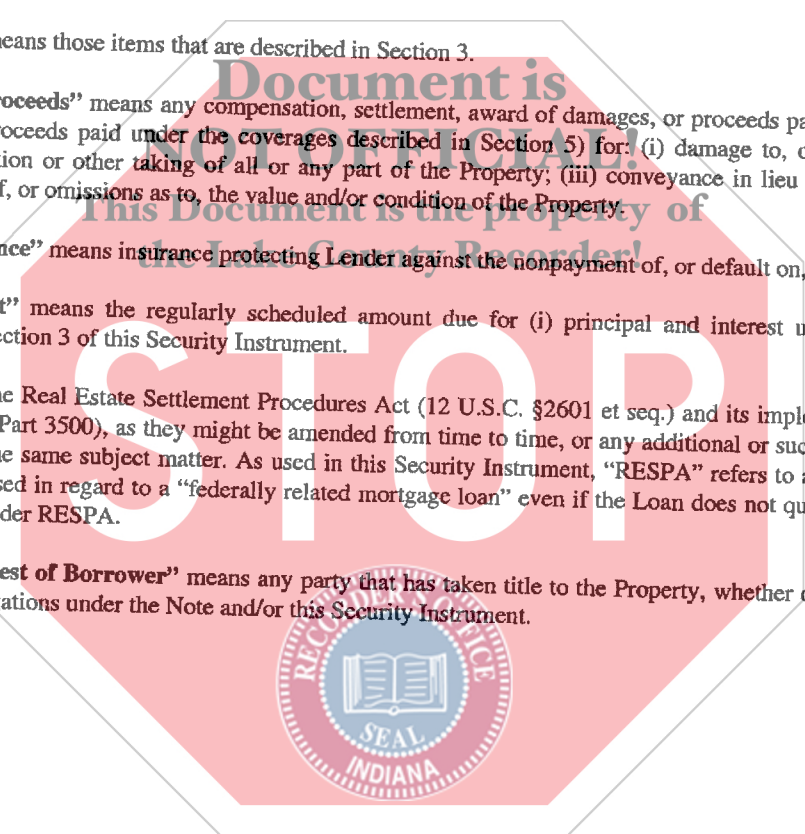 eans those items that are described in Section 3.
Document is
oceeds” means any compensation, settlement, award of damages, or proceeds pa
roceeds paid under the coverages described in Section 5) for: (i) damage to,
NOT OFFICIAL!
tion or other taking of all or any part of the Property; (iii) conveyance in lieu
f, or omissions as to, the value and/or condition of the Property.
This Document is the property of
the Lake County Recorder!
nce” means insurance protecting Lender against the nonpayment of, or default on,
t” means the regularly scheduled amount due for (i) principal and interest u
ection 3 of this Security Instrument.
STOP
e Real Estate Settlement Procedures Act (12 U.S.C. §2601 et seq.) and its imple
Part 3500), as they might be amended from time to time, or any additional or suc
e same subject matter. As used in this Security Instrument, “RESPA” refers to a
sed in regard to a “federally related mortgage loan” even if the Loan does not qu
der RESPA.
est of Borrower” means any party that has taken title to the Property, whether
ations under the Note and/or this Security Instrument.
RECORDER'S OFFICE
SEAL
INDIANA